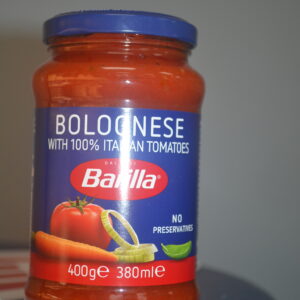 BOLOGNESE
WITH 100% ITALIAN TOMATOES
Barilla
NO
PRESERVATIVES
400g℮ 380ml℮